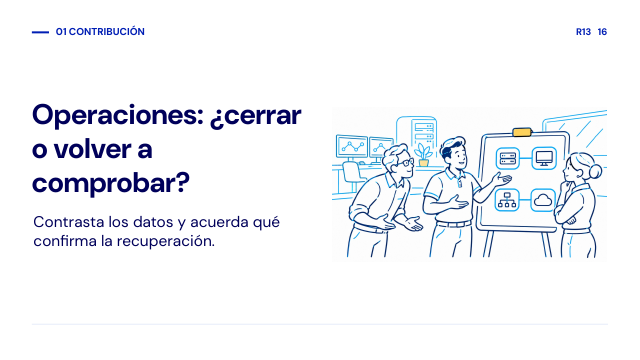 01 CONTRIBUCIÓN
R13 16
Operaciones: ¿cerrar
o volver a
comprobar?
Contrasta los datos y acuerda qué
confirma la recuperación.